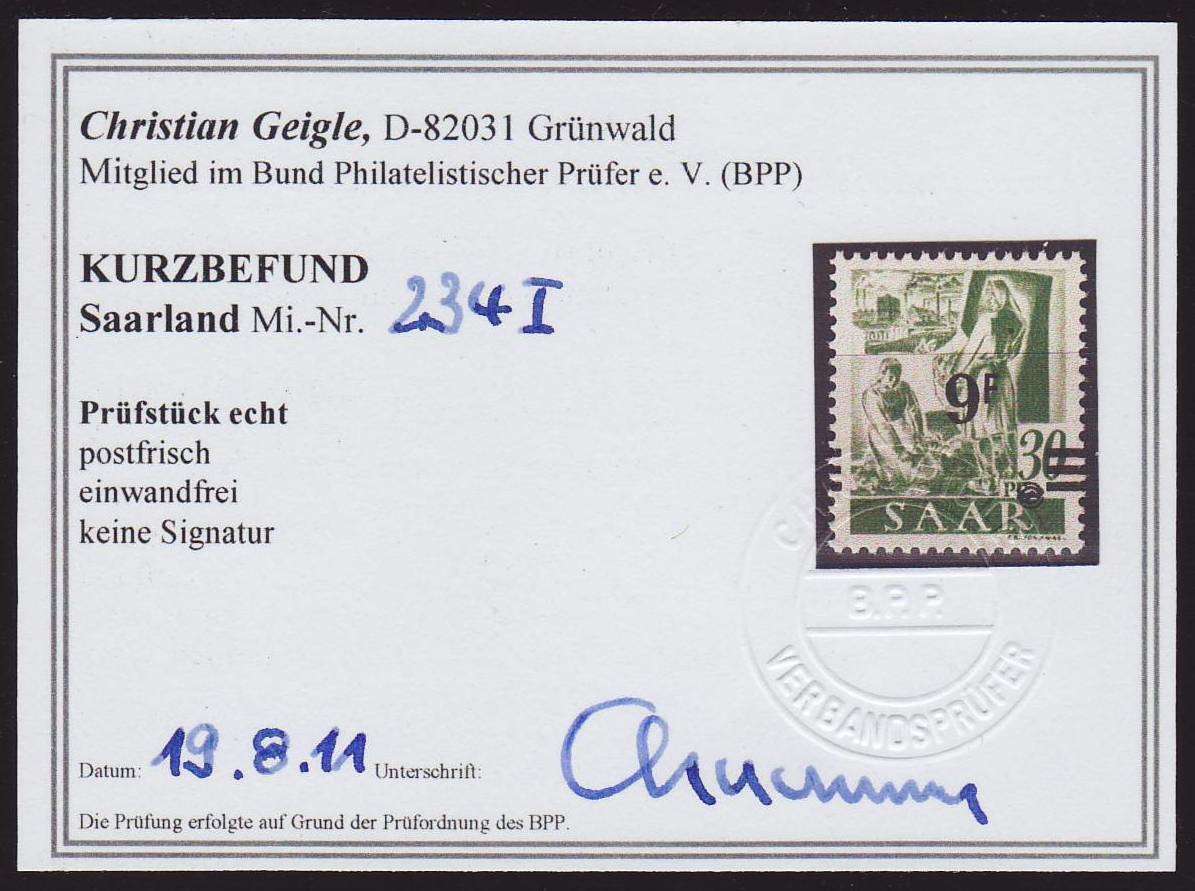 Christian Geigle, D-82031 Grünwald
Mitglied im Bund Philatelistischer Prüfer e. V. (BPP)
KURZBEFUND
Saarland Mi.-Nr. 234 I
9F
30
SAAR
Prüfstück echt
postfrisch
einwandfrei
keine Signatur
B.P.P.
VERBANDSPRÜFER
Datum: 19.8.11 Unterschrift:
Die Prüfung erfolgte auf Grund der Prüfordnung des BPP.